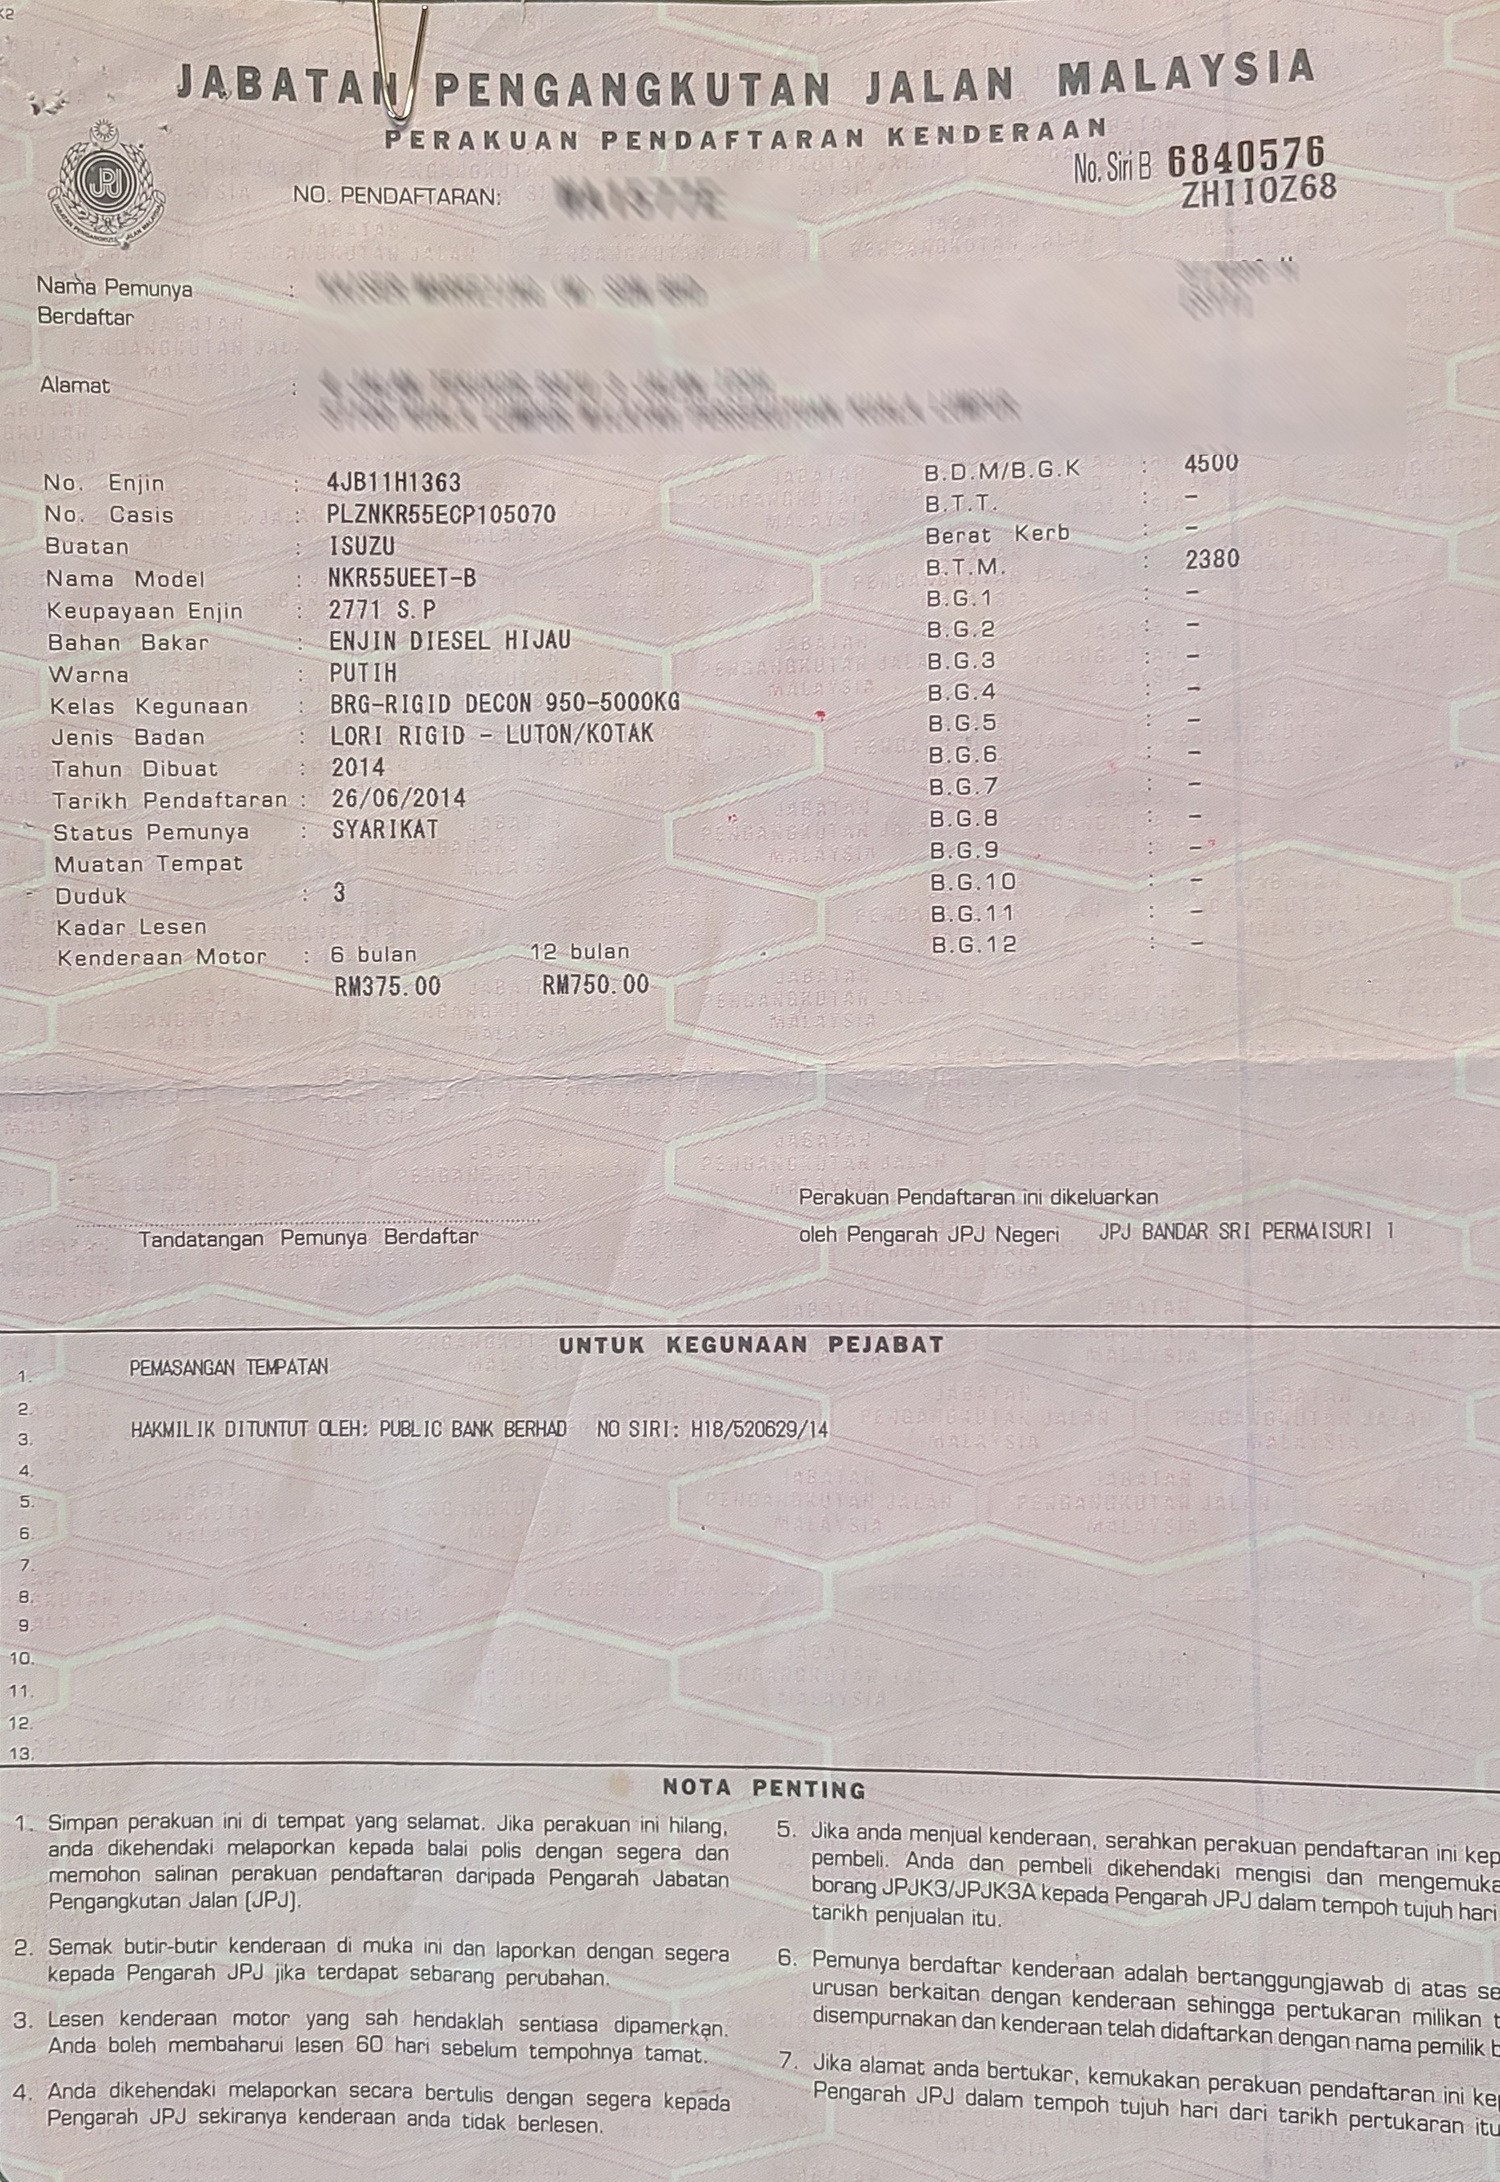 K2
JABATAN PENGANGKUTAN JALAN MALAYSIA
PERAKUAN PENDAFTARAN KENDERAAN
No. Siri B 6840576
ZH110Z68
JPJ
NO. PENDAFTARAN:
Nama Pemunya :
Berdaftar
Alamat :
No. Enjin : 4JB11H1363
No. Casis : PLZNKR55ECP105070
Buatan : ISUZU
Nama Model : NKR55UEET-B
Keupayaan Enjin : 2771 S.P
Bahan Bakar : ENJIN DIESEL HIJAU
Warna : PUTIH
Kelas Kegunaan : BRG-RIGID DECON 950-5000KG
Jenis Badan : LORI RIGID - LUTON/KOTAK
Tahun Dibuat : 2014
Tarikh Pendaftaran : 26/06/2014
Status Pemunya : SYARIKAT
Muatan Tempat
Duduk : 3
Kadar Lesen
Kenderaan Motor : 6 bulan 12 bulan
RM375.00 RM750.00
B.D.M/B.G.K : 4500
B.T.T. : -
Berat Kerb : -
B.T.M. : 2380
B.G.1 : -
B.G.2 : -
B.G.3 : -
B.G.4 : -
B.G.5 : -
B.G.6 : -
B.G.7 : -
B.G.8 : -
B.G.9 : -
B.G.10 : -
B.G.11 : -
B.G.12 : -
Tandatangan Pemunya Berdaftar
Perakuan Pendaftaran ini dikeluarkan
oleh Pengarah JPJ Negeri JPJ BANDAR SRI PERMAISURI 1
UNTUK KEGUNAAN PEJABAT
1. PEMASANGAN TEMPATAN
2.
3. HAKMILIK DITUNTUT OLEH: PUBLIC BANK BERHAD NO SIRI: H18/520629/14
4.
5.
6.
7.
8.
9.
10.
11.
12.
13.
NOTA PENTING
1. Simpan perakuan ini di tempat yang selamat. Jika perakuan ini hilang,
anda dikehendaki melaporkan kepada balai polis dengan segera dan
memohon salinan perakuan pendaftaran daripada Pengarah Jabatan
Pengangkutan Jalan (JPJ).
2. Semak butir-butir kenderaan di muka ini dan laporkan dengan segera
kepada Pengarah JPJ jika terdapat sebarang perubahan.
3. Lesen kenderaan motor yang sah hendaklah sentiasa dipamerkan.
Anda boleh membaharui lesen 60 hari sebelum tempohnya tamat.
4. Anda dikehendaki melaporkan secara bertulis dengan segera kepada
Pengarah JPJ sekiranya kenderaan anda tidak berlesen.
5. Jika anda menjual kenderaan, serahkan perakuan pendaftaran ini kep
pembeli. Anda dan pembeli dikehendaki mengisi dan mengemuka
borang JPJK3/JPJK3A kepada Pengarah JPJ dalam tempoh tujuh hari
tarikh penjualan itu.
6. Pemunya berdaftar kenderaan adalah bertanggungjawab di atas se
urusan berkaitan dengan kenderaan sehingga pertukaran milikan t
disempurnakan dan kenderaan telah didaftarkan dengan nama pemilik b
7. Jika alamat anda bertukar, kemukakan perakuan pendaftaran ini kep
Pengarah JPJ dalam tempoh tujuh hari dari tarikh pertukaran itu